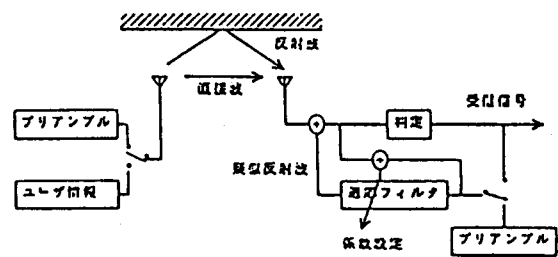 反射波
直接波
受信信号
プリアンブル
判定
疑似反射波
ユーザ情報
適応フィルタ
係数設定
プリアンブル